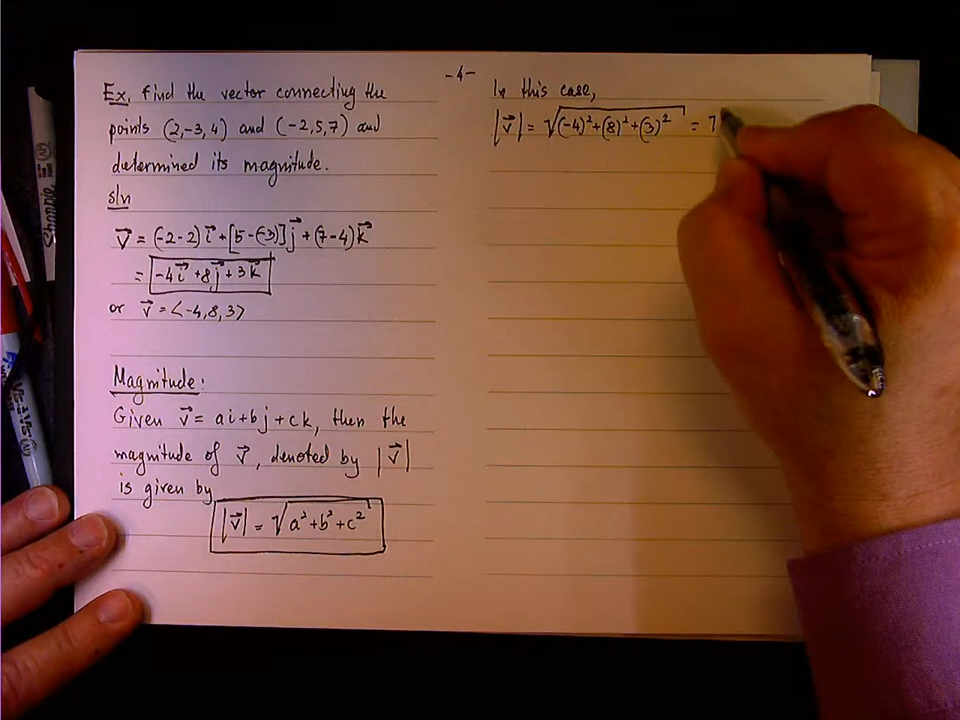 -4-
Ex. find the vector connecting the
points (2,-3,4) and (-2,5,7) and
determined its magnitude.
sln
v⃗ = (-2-2) i⃗ + [5-(-3)] j⃗ + (7-4) k⃗
= -4i⃗ + 8j⃗ + 3k⃗
or v⃗ = <-4,8,3>
Magnitude:
Given v⃗ = ai+bj+ck, then the
magnitude of v⃗, denoted by |v⃗|
is given by
|v⃗| = √(a²+b²+c²)
In this case,
|v⃗| = √((-4)²+(8)²+(3)²) = 7